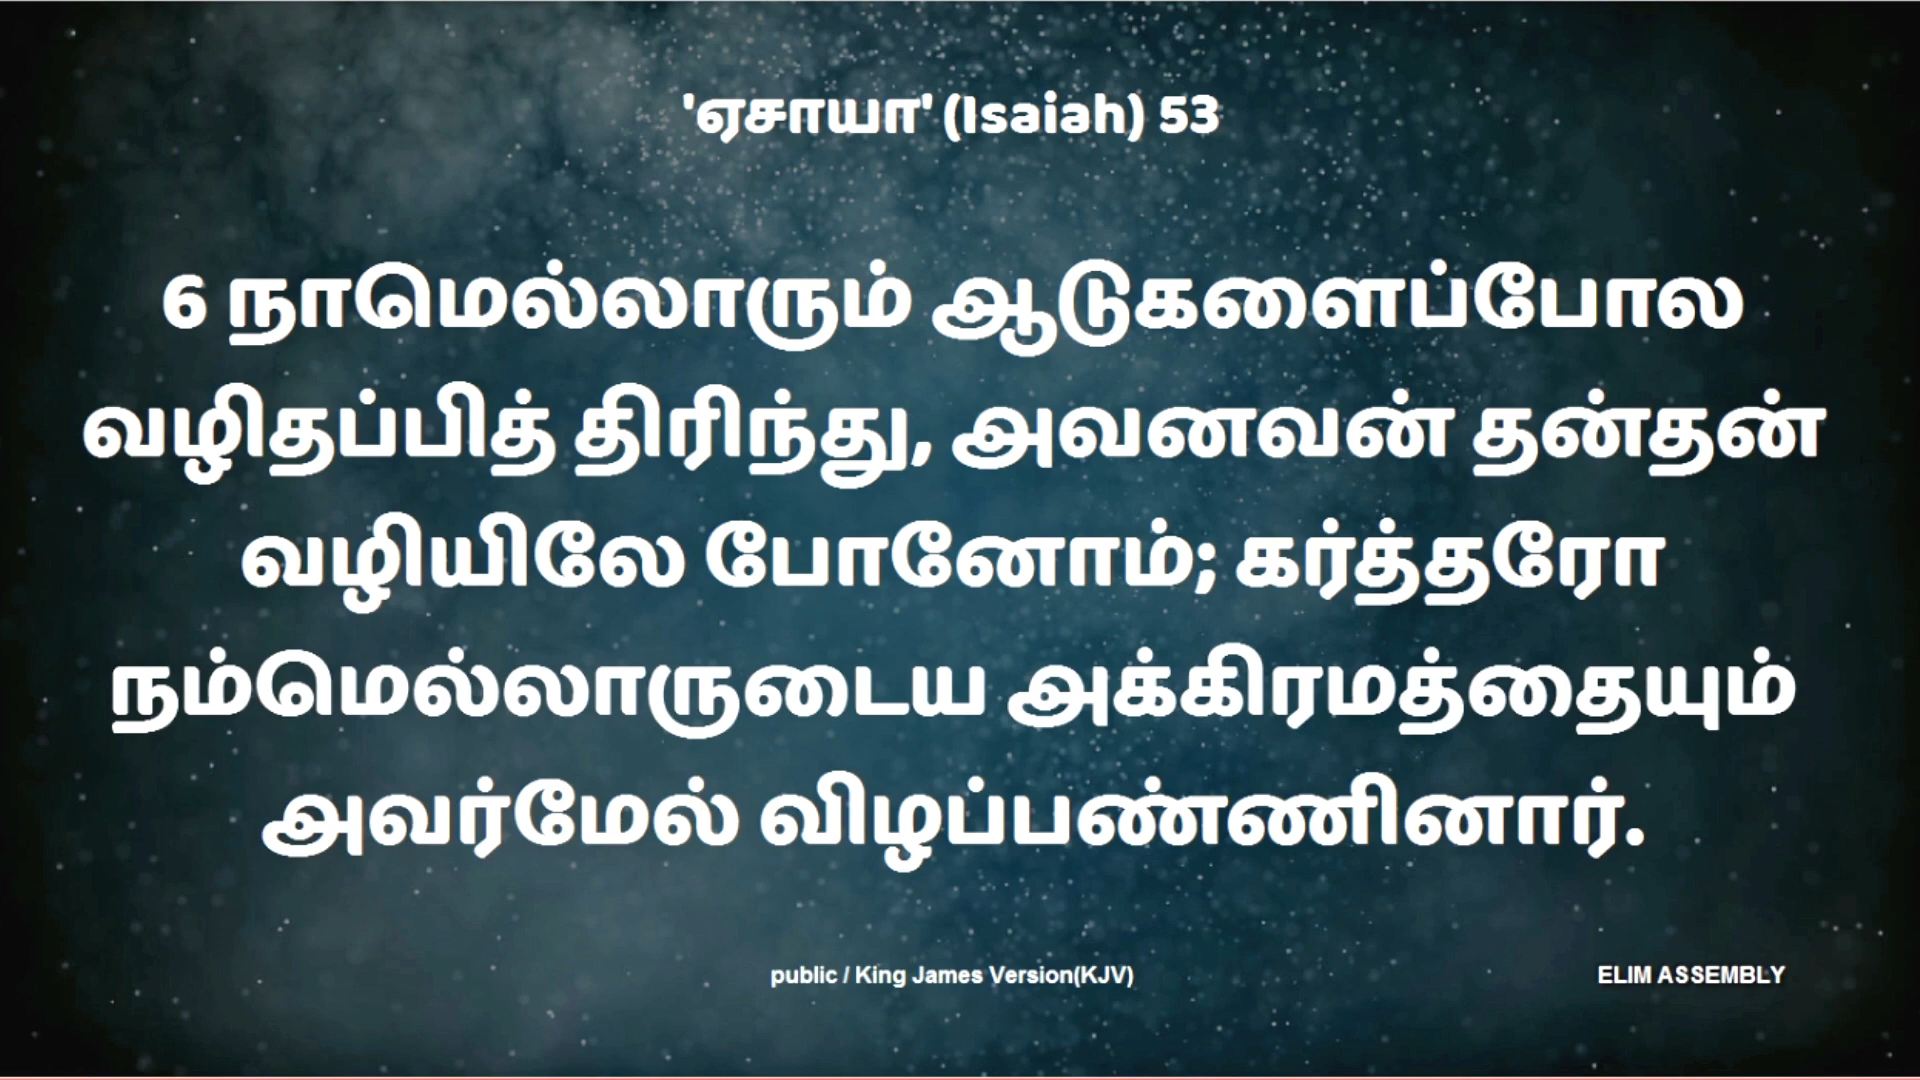 'ஏசாயா' (Isaiah) 53
6 நாமெல்லாரும் ஆடுகளைப்போல
வழிதப்பித் திரிந்து, அவனவன் தன்தன்
வழியிலே போனோம்; கர்த்தரோ
நம்மெல்லாருடைய அக்கிரமத்தையும்
அவர்மேல் விழப்பண்ணினார்.
public / King James Version(KJV)
ELIM ASSEMBLY